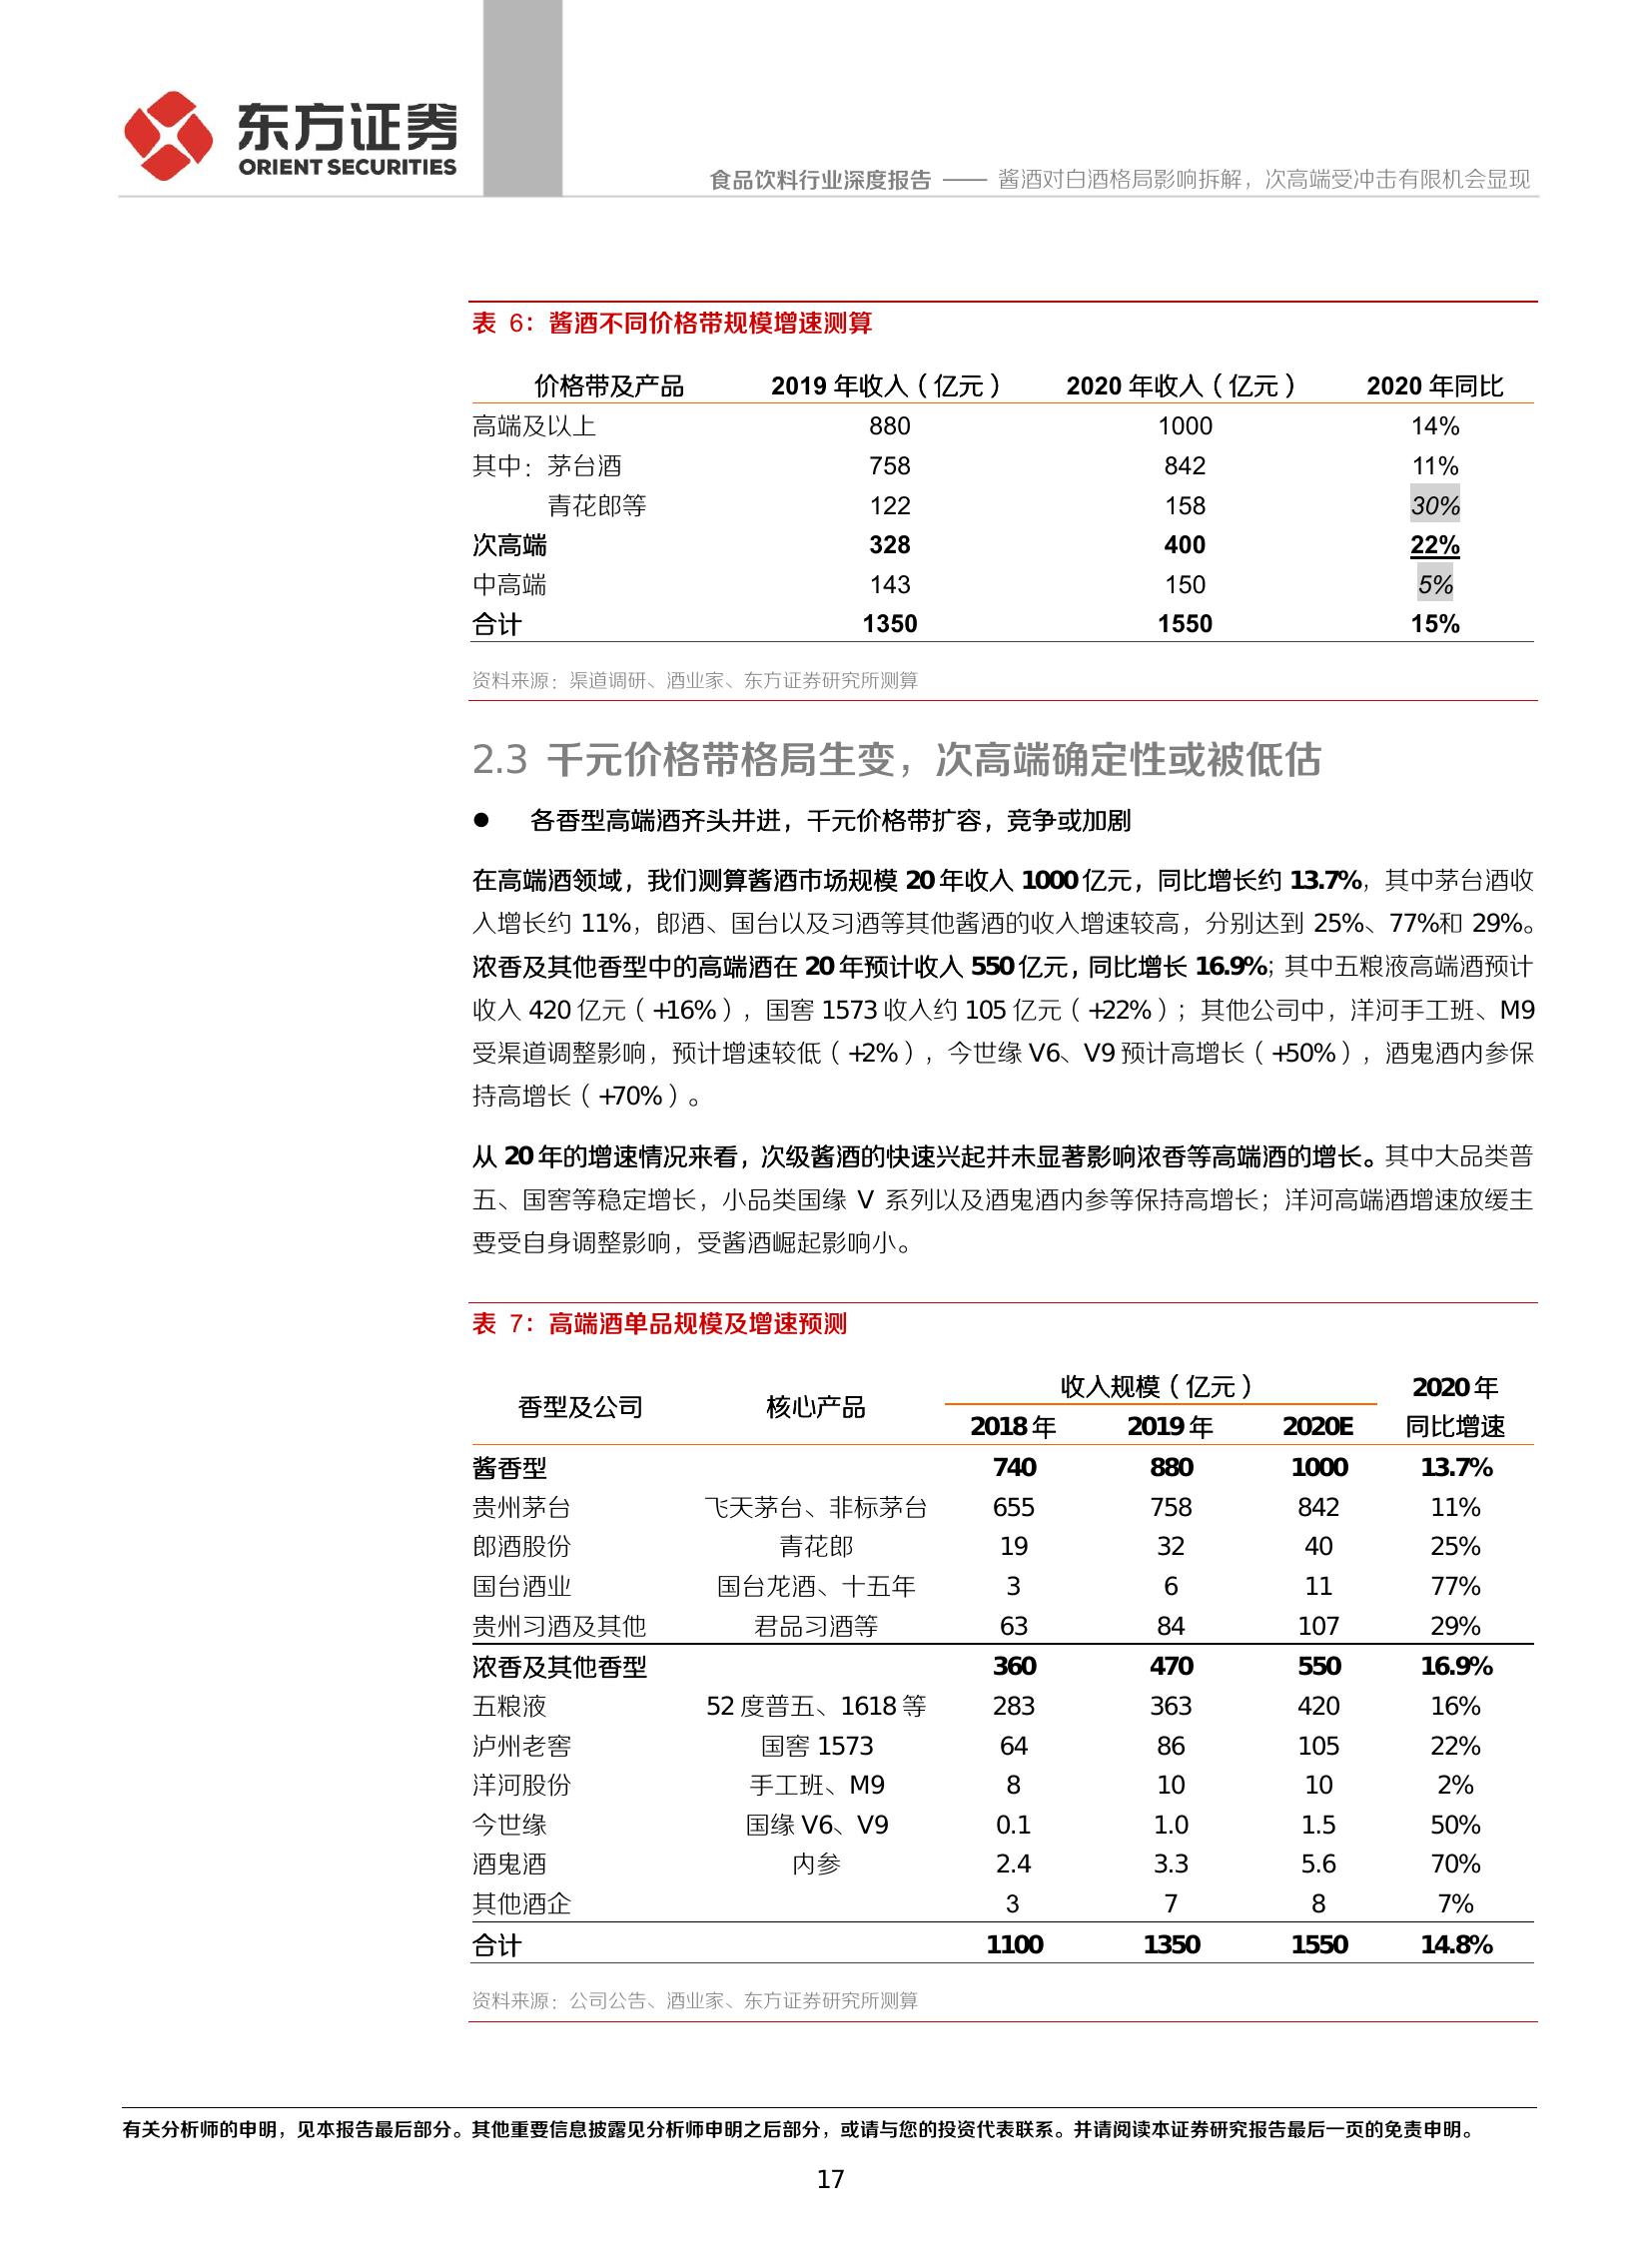 东方证券
ORIENT SECURITIES
食品饮料行业深度报告 —— 酱酒对白酒格局影响拆解，次高端受冲击有限机会显现
表 6：酱酒不同价格带规模增速测算
价格带及产品 2019 年收入（亿元） 2020 年收入（亿元） 2020 年同比
高端及以上 880 1000 14%
其中：茅台酒 758 842 11%
青花郎等 122 158 30%
次高端 328 400 22%
中高端 143 150 5%
合计 1350 1550 15%
资料来源：渠道调研、酒业家、东方证券研究所测算
2.3 千元价格带格局生变，次高端确定性或被低估
● 各香型高端酒齐头并进，千元价格带扩容，竞争或加剧
在高端酒领域，我们测算酱酒市场规模 20 年收入 1000 亿元，同比增长约 13.7%，其中茅台酒收
入增长约 11%，郎酒、国台以及习酒等其他酱酒的收入增速较高，分别达到 25%、77%和 29%。
浓香及其他香型中的高端酒在 20 年预计收入 550 亿元，同比增长 16.9%；其中五粮液高端酒预计
收入 420 亿元（+16%），国窖 1573 收入约 105 亿元（+22%）；其他公司中，洋河手工班、M9
受渠道调整影响，预计增速较低（+2%），今世缘 V6、V9 预计高增长（+50%），酒鬼酒内参保
持高增长（+70%）。
从 20 年的增速情况来看，次级酱酒的快速兴起并未显著影响浓香等高端酒的增长。其中大品类普
五、国窖等稳定增长，小品类国缘 V 系列以及酒鬼酒内参等保持高增长；洋河高端酒增速放缓主
要受自身调整影响，受酱酒崛起影响小。
表 7：高端酒单品规模及增速预测
香型及公司 核心产品 收入规模（亿元） 2020 年
2018 年 2019 年 2020E 同比增速
酱香型 740 880 1000 13.7%
贵州茅台 飞天茅台、非标茅台 655 758 842 11%
郎酒股份 青花郎 19 32 40 25%
国台酒业 国台龙酒、十五年 3 6 11 77%
贵州习酒及其他 君品习酒等 63 84 107 29%
浓香及其他香型 360 470 550 16.9%
五粮液 52 度普五、1618 等 283 363 420 16%
泸州老窖 国窖 1573 64 86 105 22%
洋河股份 手工班、M9 8 10 10 2%
今世缘 国缘 V6、V9 0.1 1.0 1.5 50%
酒鬼酒 内参 2.4 3.3 5.6 70%
其他酒企 3 7 8 7%
合计 1100 1350 1550 14.8%
资料来源：公司公告、酒业家、东方证券研究所测算
有关分析师的申明，见本报告最后部分。其他重要信息披露见分析师申明之后部分，或请与您的投资代表联系。并请阅读本证券研究报告最后一页的免责申明。
17